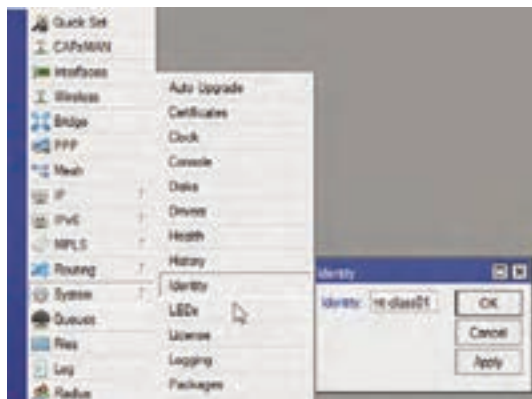 Quick Set
CAPsMAN
Interfaces
Wireless
Bridge
PPP
Mesh
IP
IPv6
MPLS
Routing
System
Queues
Files
Log
Radius
Auto Upgrade
Certificates
Clock
Console
Disks
Drivers
Health
History
Identity
LEDs
License
Logging
Packages
Identity
Identity:
OK
Cancel
Apply